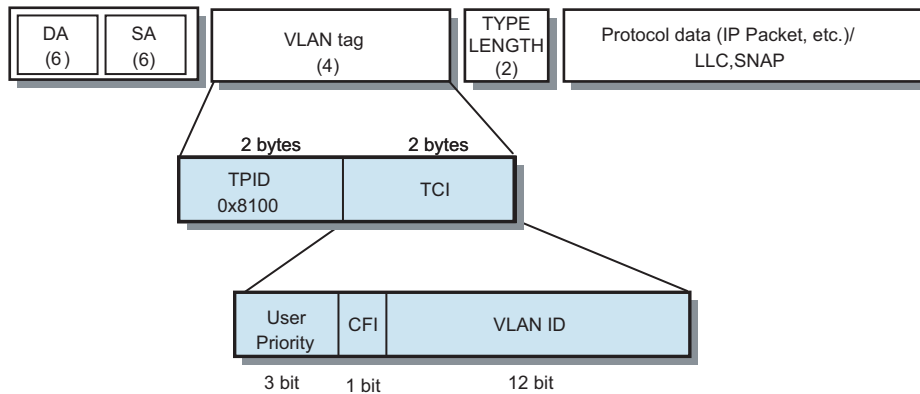 DA
(6)
SA
(6)
VLAN tag
(4)
TYPE
LENGTH
(2)
Protocol data (IP Packet, etc.)/
LLC,SNAP
2 bytes
2 bytes
TPID
0x8100
TCI
User
Priority
CFI
VLAN ID
3 bit
1 bit
12 bit